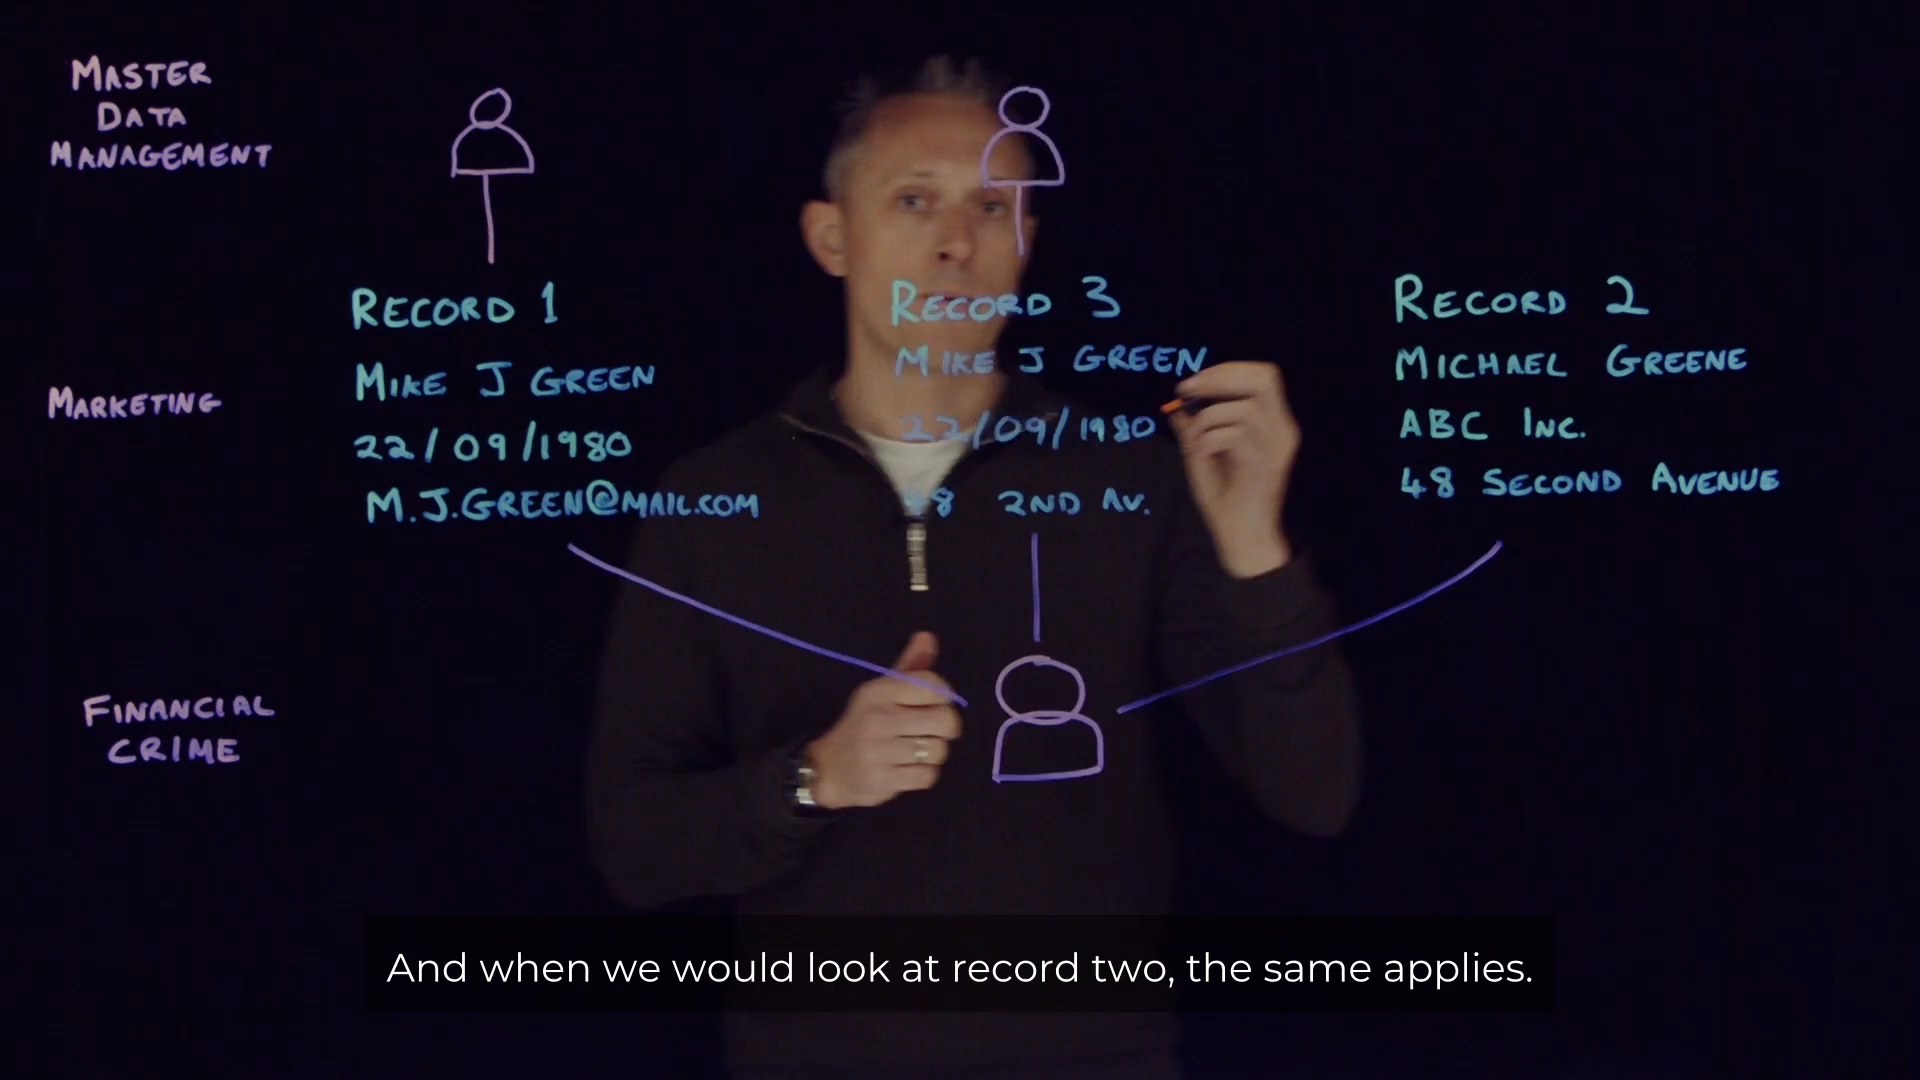 MASTER
DATA
MANAGEMENT
RECORD 1
MIKE J GREEN
22/09/1980
M.J.GREEN@MAIL.COM
RECORD 3
MIKE J GREEN
22/09/1980
48 2ND AV.
RECORD 2
MICHAEL GREENE
ABC INC.
48 SECOND AVENUE
MARKETING
FINANCIAL
CRIME
And when we would look at record two, the same applies.